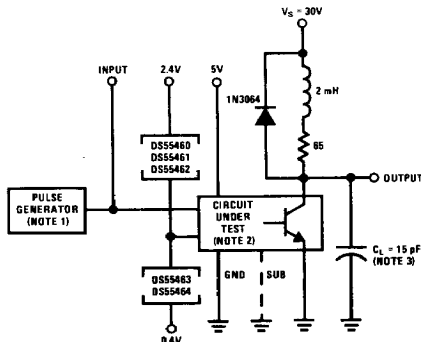 VS = 30V
INPUT
2.4V
5V
1N3064
2 mH
65
DS55460
DS55461
DS55462
OUTPUT
PULSE
GENERATOR
(NOTE 1)
CIRCUIT
UNDER
TEST
(NOTE 2)
CL = 15 pF
(NOTE 3)
DS55463
DS55464
GND
SUB
0.4V